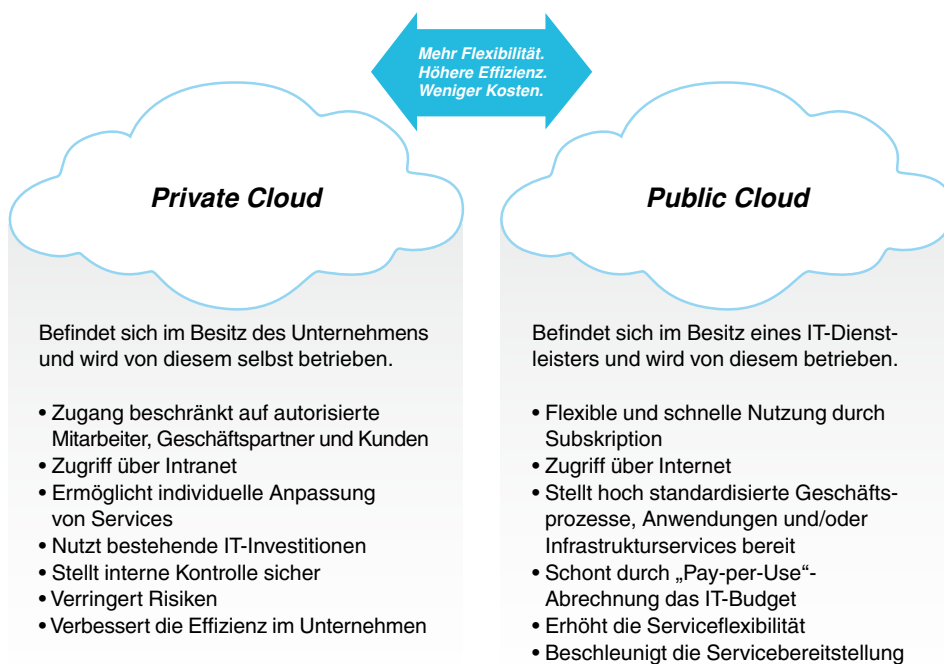 Mehr Flexibilität.
Höhere Effizienz.
Weniger Kosten.
Private Cloud
Befindet sich im Besitz des Unternehmens
und wird von diesem selbst betrieben.
• Zugang beschränkt auf autorisierte
Mitarbeiter, Geschäftspartner und Kunden
• Zugriff über Intranet
• Ermöglicht individuelle Anpassung
von Services
• Nutzt bestehende IT-Investitionen
• Stellt interne Kontrolle sicher
• Verringert Risiken
• Verbessert die Effizienz im Unternehmen
Public Cloud
Befindet sich im Besitz eines IT-Dienst-
leisters und wird von diesem betrieben.
• Flexible und schnelle Nutzung durch
Subskription
• Zugriff über Internet
• Stellt hoch standardisierte Geschäfts-
prozesse, Anwendungen und/oder
Infrastrukturservices bereit
• Schont durch „Pay-per-Use“-
Abrechnung das IT-Budget
• Erhöht die Serviceflexibilität
• Beschleunigt die Servicebereitstellung